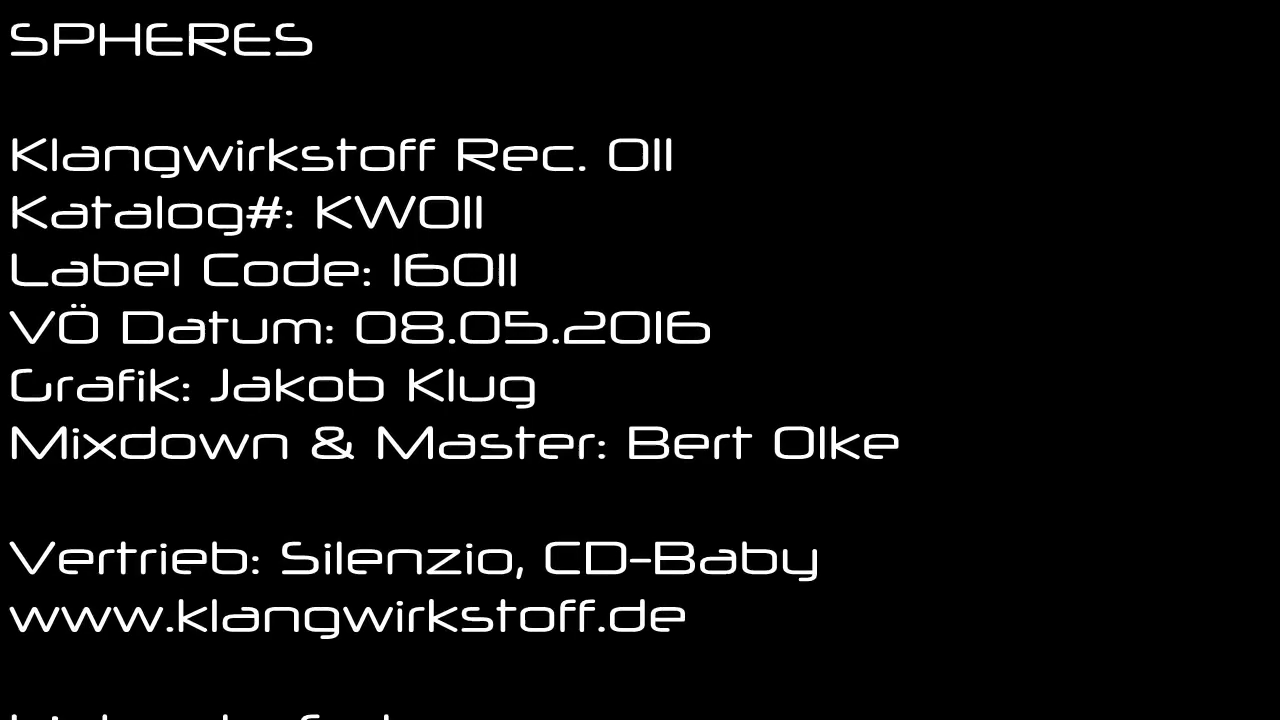 SPHERES
Klangwirkstoff Rec. 011
Katalog#: KW011
Label Code: 16011
VÖ Datum: 08.05.2016
Grafik: Jakob Klug
Mixdown & Master: Bert Olke
Vertrieb: Silenzio, CD-Baby
www.klangwirkstoff.de